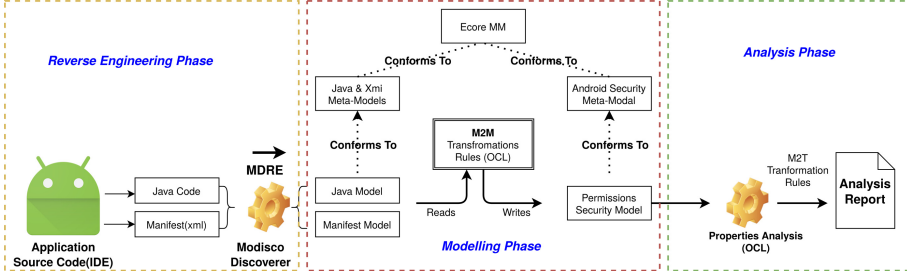 Reverse Engineering Phase
Application
Source Code(IDE)
Java Code
Manifest(xml)
MDRE
Modisco
Discoverer
Ecore MM
Conforms To
Conforms To
Java & Xmi
Meta-Models
Android Security
Meta-Modal
Conforms To
Conforms To
M2M
Transfromations
Rules (OCL)
Java Model
Manifest Model
Reads
Writes
Permissions
Security Model
Modelling Phase
Analysis Phase
Properties Analysis
(OCL)
M2T
Tranformation
Rules
Analysis
Report